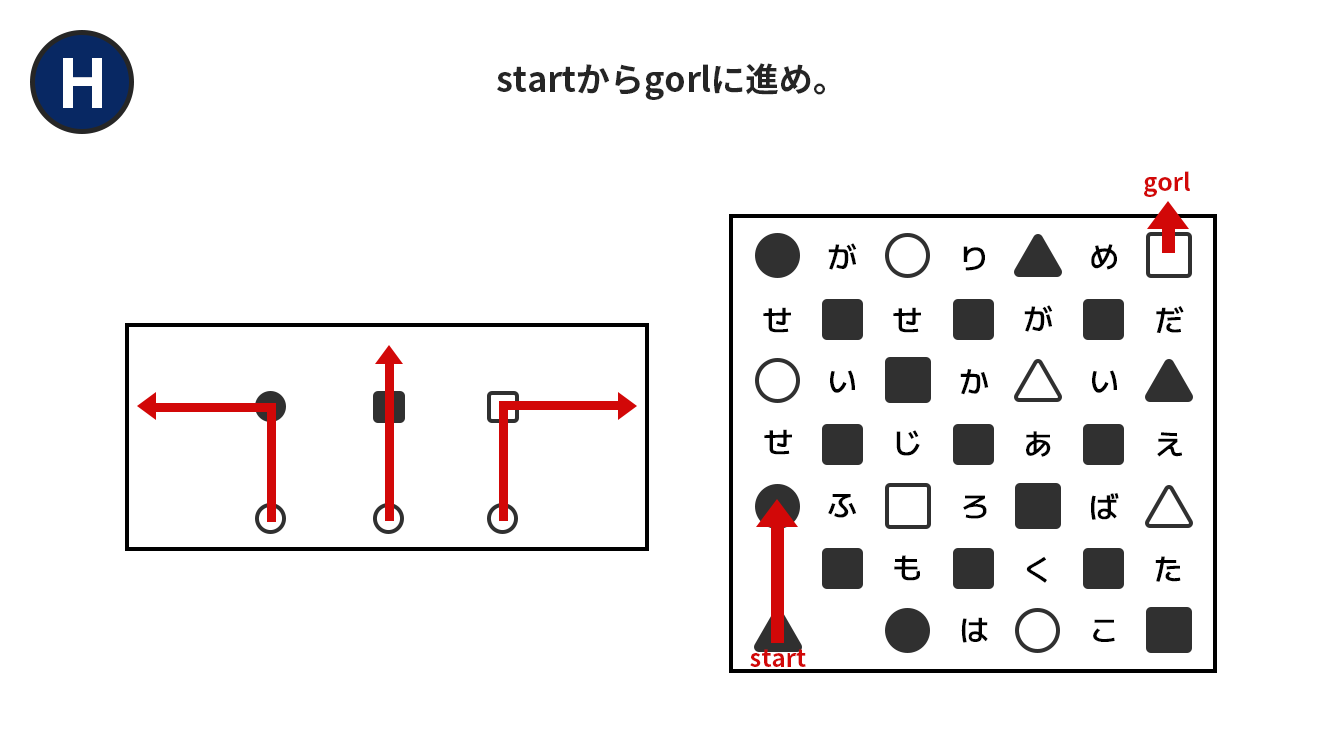 H
startからgorlに進め。
gorl
が り め
せ せ が だ
い か い
せ じ あ え
ふ ろ ば
も く た
は こ
start